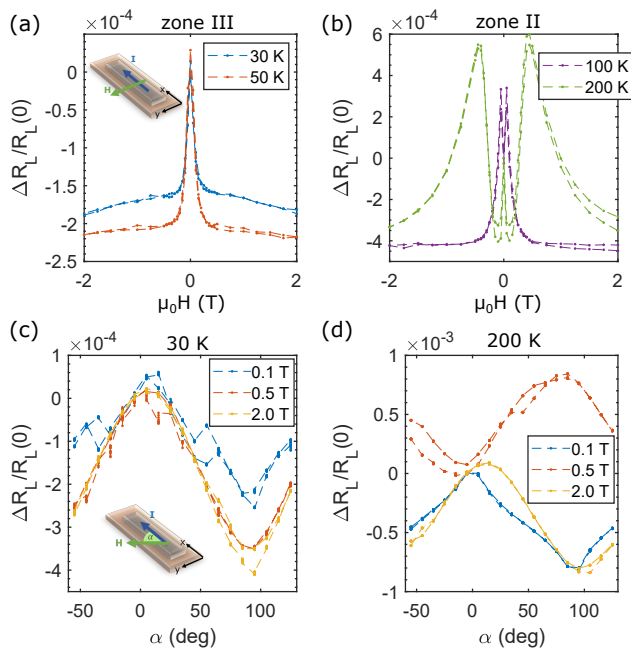 (a)
zone III
×10⁻⁴
ΔR_L/R_L(0)
0
-0.5
-1
-1.5
-2
-2.5
-2
0
2
μ₀H (T)
30 K
50 K
I
H
x
y
(b)
zone II
×10⁻⁴
ΔR_L/R_L(0)
6
4
2
0
-2
-4
-2
0
2
μ₀H (T)
100 K
200 K
(c)
×10⁻⁴
30 K
ΔR_L/R_L(0)
1
0
-1
-2
-3
-4
-50
0
50
100
α (deg)
0.1 T
0.5 T
2.0 T
I
α
H
x
y
(d)
×10⁻³
200 K
ΔR_L/R_L(0)
1
0.5
0
-0.5
-1
-50
0
50
100
α (deg)
0.1 T
0.5 T
2.0 T